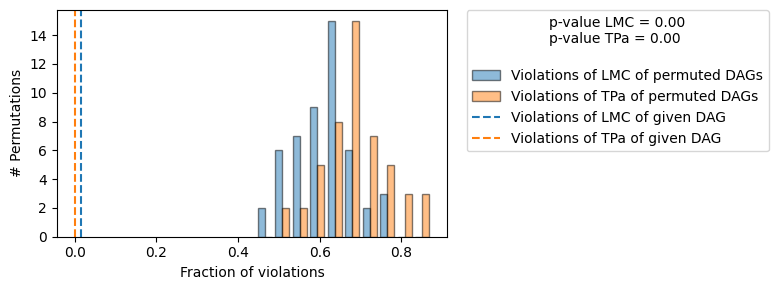 p-value LMC = 0.00
p-value TPa = 0.00
Violations of LMC of permuted DAGs
Violations of TPa of permuted DAGs
Violations of LMC of given DAG
Violations of TPa of given DAG
# Permutations
14
12
10
8
6
4
2
0
0.0 0.2 0.4 0.6 0.8
Fraction of violations